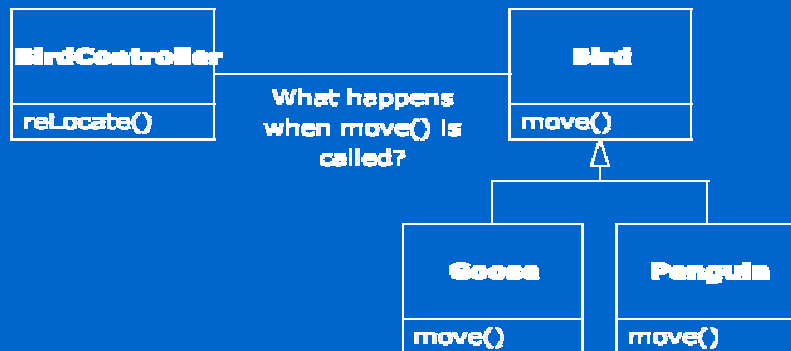 BirdController
reLocate()
What happens
when move() is
called?
Bird
move()
Goose
move()
Penguin
move()